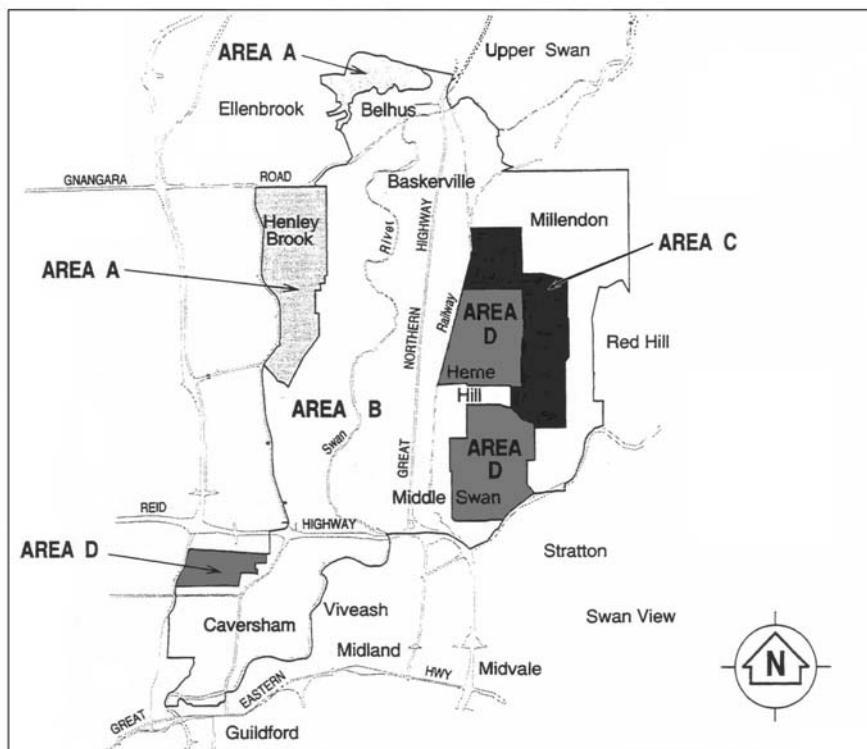 AREA A
Upper Swan
Ellenbrook
Belhus
GNANGARA
ROAD
Baskerville
Henley
Brook
River
HIGHWAY
Millendon
AREA C
AREA A
Railway
AREA
D
NORTHERN
Red Hill
Herne
Hill
AREA B
Swan
AREA
D
GREAT
Middle Swan
REID
HIGHWAY
AREA D
Stratton
Viveash
Swan View
Caversham
Midland
Midvale
N
HWY
EASTERN
GREAT
Guildford